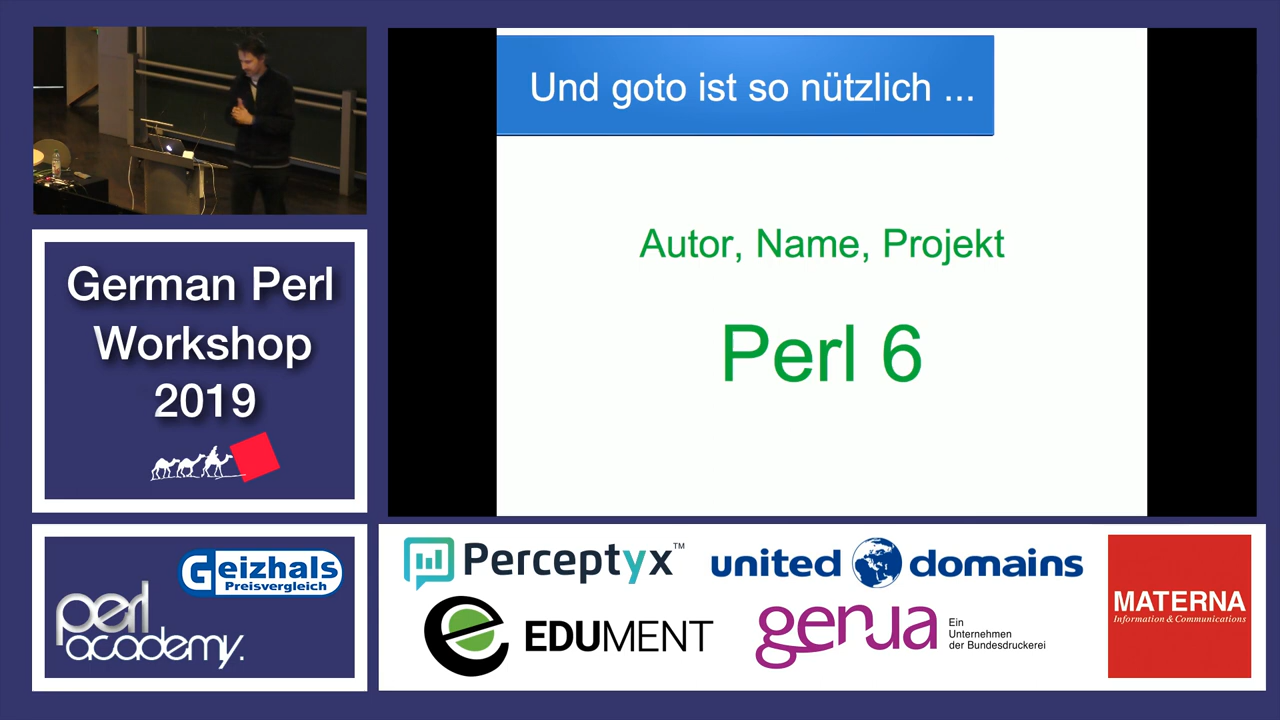 Und goto ist so nützlich ...
Autor, Name, Projekt
Perl 6
German Perl
Workshop
2019
Geizhals
Preisvergleich
perl
academy.
Perceptyx™
united domains
EDUMENT
genua
Ein
Unternehmen
der Bundesdruckerei
MATERNA
Information & Communications